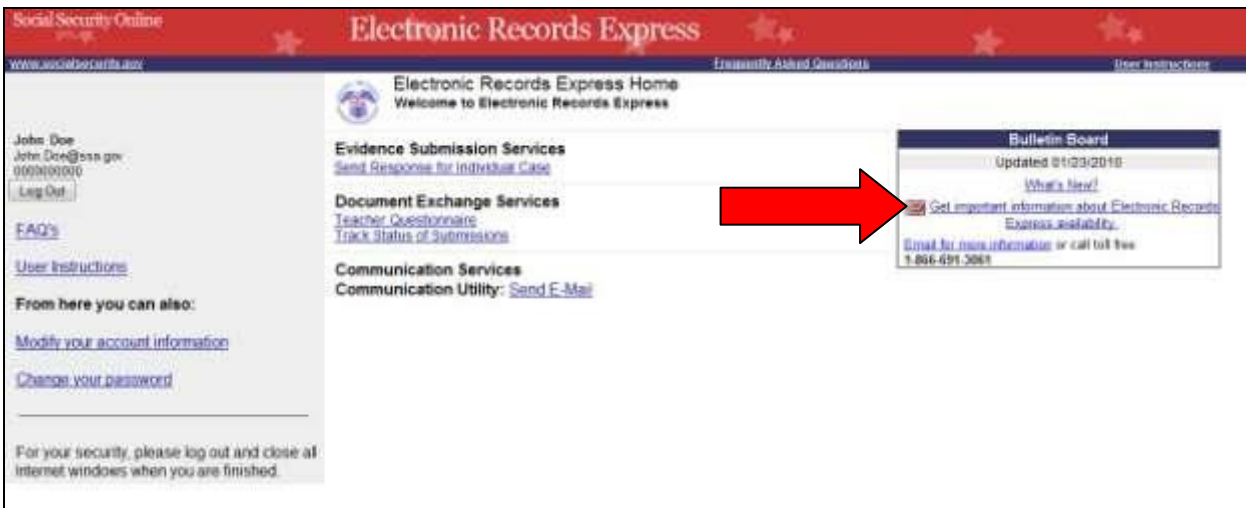 Social Security Online
Electronic Records Express
www.socialsecurity.gov
Frequently Asked Questions
User Instructions
Electronic Records Express Home
Welcome to Electronic Records Express
John Doe
John.Doe@ssa.gov
0000000000
Log Out
FAQ's
User Instructions
From here you can also:
Modify your account information
Change your password
For your security, please log out and close all
Internet windows when you are finished.
Evidence Submission Services
Send Response for Individual Case
Document Exchange Services
Teacher Questionnaire
Track Status of Submissions
Communication Services
Communication Utility: Send E-Mail
Bulletin Board
Updated 01/23/2010
What's New?
Get important information about Electronic Records
Express availability.
Email for more information or call toll free
1-866-691-3061